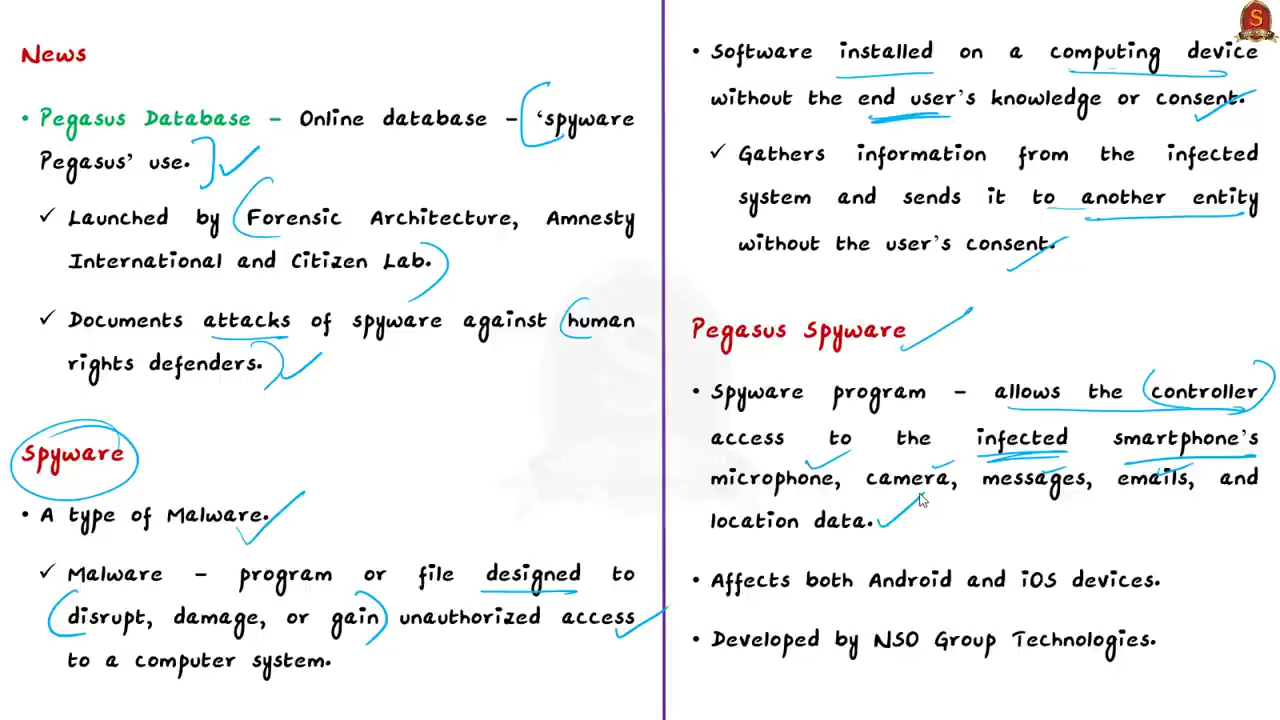 News
• Pegasus Database – Online database – ‘spyware
Pegasus’ use.
✓ Launched by Forensic Architecture, Amnesty
International and Citizen Lab.
✓ Documents attacks of spyware against human
rights defenders.
Spyware
• A type of Malware.
✓ Malware – program or file designed to
disrupt, damage, or gain unauthorized access
to a computer system.
• Software installed on a computing device
without the end user’s knowledge or consent.
✓ Gathers information from the infected
system and sends it to another entity
without the user’s consent.
Pegasus Spyware
• Spyware program – allows the controller
access to the infected smartphone’s
microphone, camera, messages, emails, and
location data.
• Affects both Android and iOS devices.
• Developed by NSO Group Technologies.
S